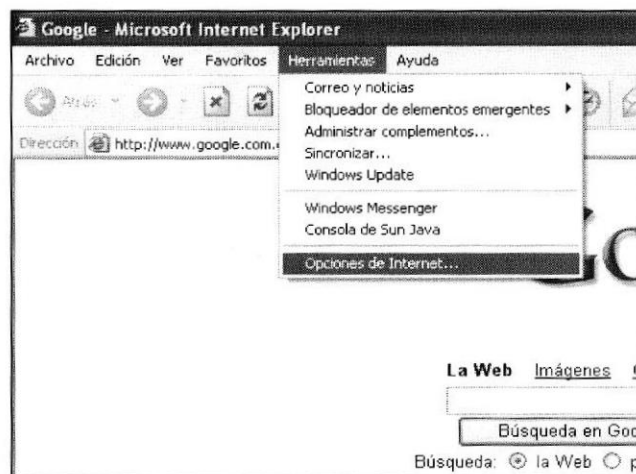 Google - Microsoft Internet Explorer
Archivo Edición Ver Favoritos Herramientas Ayuda
Atrás
Correo y noticias
Bloqueador de elementos emergentes
Administrar complementos...
Sincronizar...
Windows Update
Windows Messenger
Consola de Sun Java
Opciones de Internet...
Dirección http://www.google.com.
Go
La Web Imágenes
Búsqueda en Goo
Búsqueda: la Web p